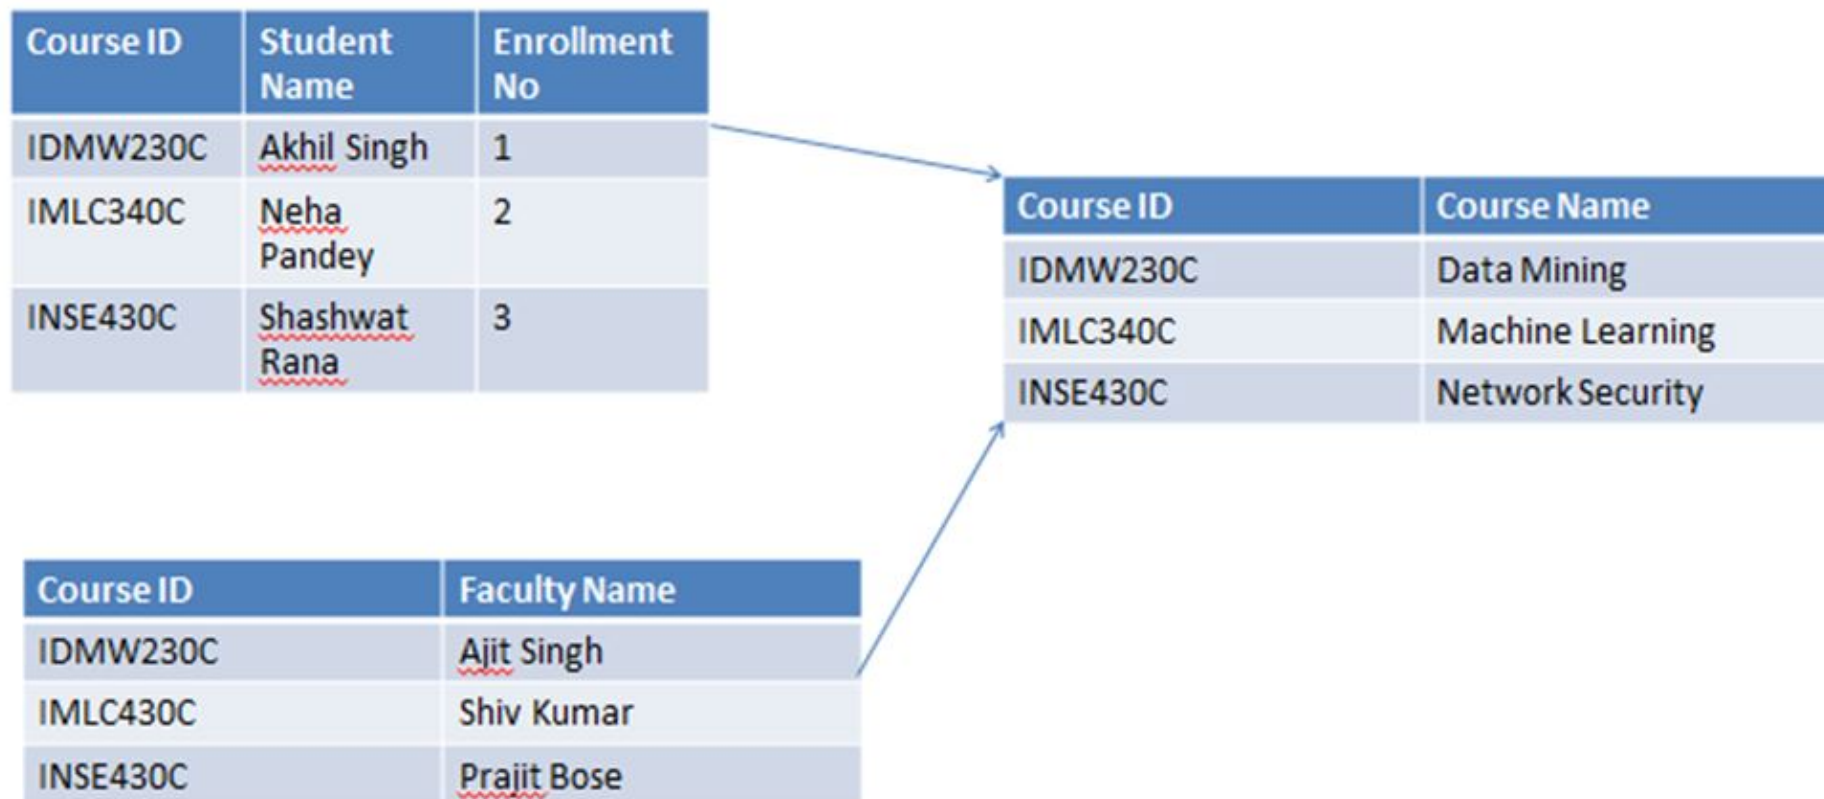 Course ID Student Name Enrollment No
IDMW230C Akhil Singh 1
IMLC340C Neha Pandey 2
INSE430C Shashwat Rana 3
Course ID Course Name
IDMW230C Data Mining
IMLC340C Machine Learning
INSE430C Network Security
Course ID Faculty Name
IDMW230C Ajit Singh
IMLC430C Shiv Kumar
INSE430C Prajit Bose